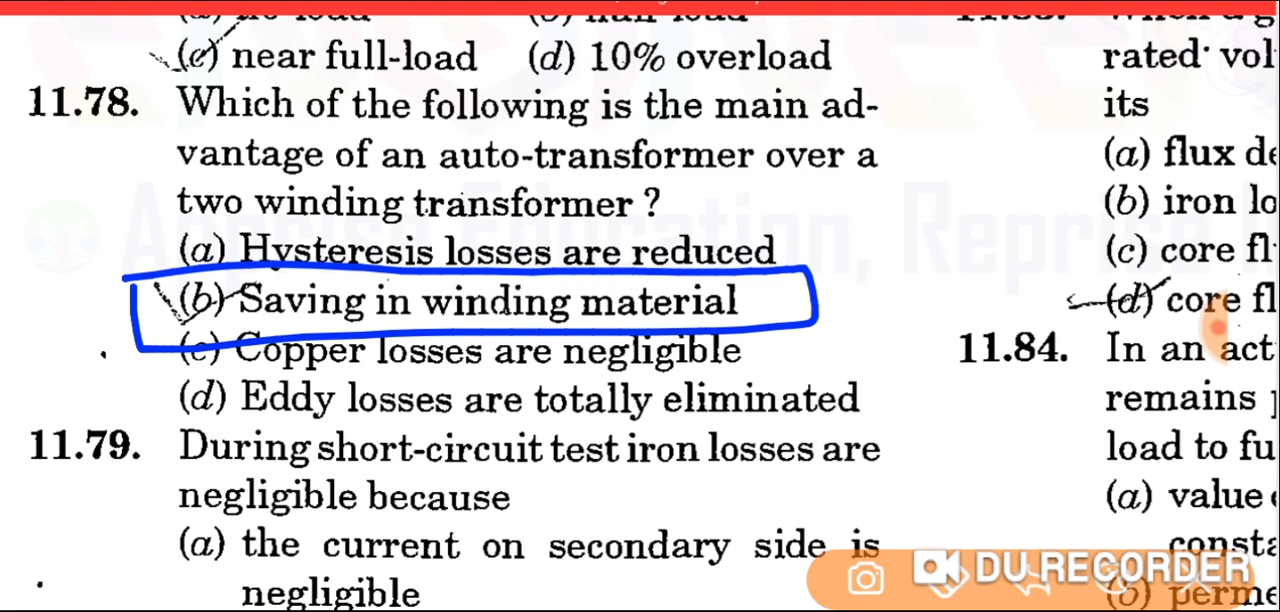 (c) near full-load (d) 10% overload
11.78. Which of the following is the main ad-
vantage of an auto-transformer over a
two winding transformer ?
(a) Hysteresis losses are reduced
(b) Saving in winding material
(c) Copper losses are negligible
(d) Eddy losses are totally eliminated
11.79. During short-circuit test iron losses are
negligible because
(a) the current on secondary side is
negligible
rated vol
its
(a) flux de
(b) iron lo
(c) core fl
(d) core fl
11.84. In an act
remains
load to fu
(a) value
consta
(b) perme
Apprise Education, Reprise
DU RECORDER